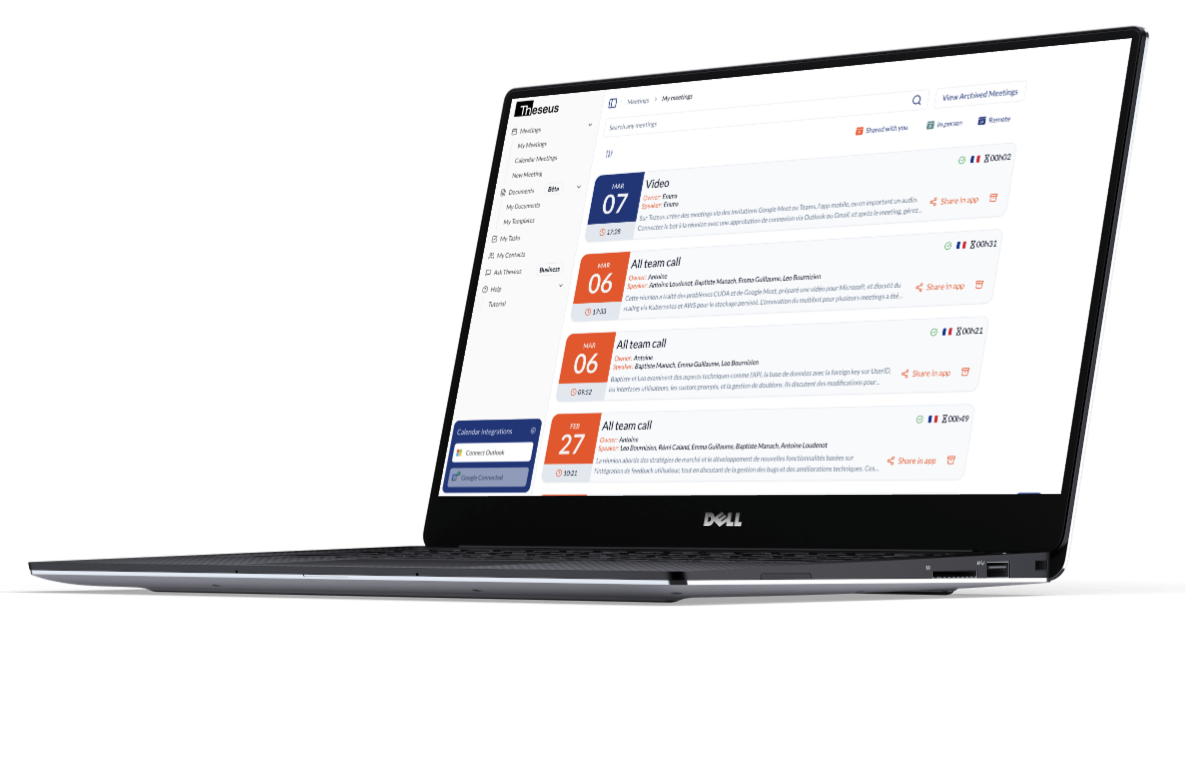 Theseus
Meetings
My Meetings
Calendar Meetings
New Meeting
Documents Bêta
My Documents
My Templates
My Tasks
My Contacts
Ask Theseus Business
Help
Tutorial
Calendar Integrations
Connect Outlook
Google Connected
Meetings > My meetings
Search any meetings
View Archived Meetings
Shared with you In person Remote
MAR
07
17:28
Video
Owner: Emma
Speaker: Emma
créer des meetings via des invitations Google Meet ou Teams, l'app mobile, ou en important un audio.
Connectez le bot à la réunion avec une approbation de connexion via Outlook ou Gmail, et après le meeting, gérez...
00h02
Share in app
MAR
06
17:33
All team call
Owner: Antoine
Speaker: Antoine Loudenot, Baptiste Manach, Emma Guillaume, Leo Bournizien
Cette réunion a traité des problèmes CUDA et de Google Meet, préparé une vidéo pour Microsoft, et discuté du
via Kubernetes et AWS pour le stockage persisté. L'innovation du multibot pour plusieurs meetings a été...
00h31
Share in app
MAR
06
09:52
All team call
Owner: Antoine
Speaker: Baptiste Manach, Emma Guillaume, Leo Bournizien
Baptiste et Leo examinent des aspects techniques comme l'API, la base de données avec la foreign key sur UserID,
les interfaces utilisateurs, les custom prompts, et la gestion de doublons. Ils discutent des modifications pour...
00h21
Share in app
FEB
27
10:21
All team call
Owner: Antoine
Speaker: Leo Bournizien, Rémi Caland, Emma Guillaume, Baptiste Manach, Antoine Loudenot
La réunion aborde des stratégies de marché et le développement de nouvelles fonctionnalités basées sur
l'intégration de feedback utilisateur, tout en discutant de la gestion des bugs et des améliorations techniques. Ces...
00h49
Share in app
DELL